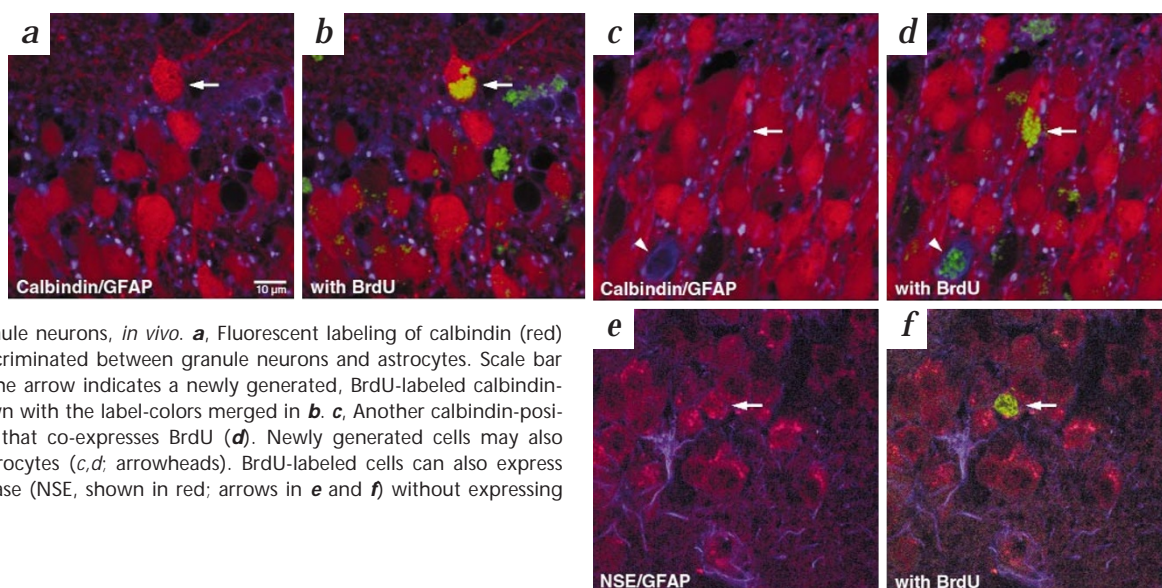 a
b
c
d
Calbindin/GFAP
10 µm
with BrdU
Calbindin/GFAP
with BrdU
nule neurons, in vivo. a, Fluorescent labeling of calbindin (red)
criminated between granule neurons and astrocytes. Scale bar
ne arrow indicates a newly generated, BrdU-labeled calbindin-
wn with the label-colors merged in b. c, Another calbindin-posi-
that co-expresses BrdU (d). Newly generated cells may also
rocytes (c,d; arrowheads). BrdU-labeled cells can also express
ase (NSE, shown in red; arrows in e and f) without expressing
e
f
NSE/GFAP
with BrdU